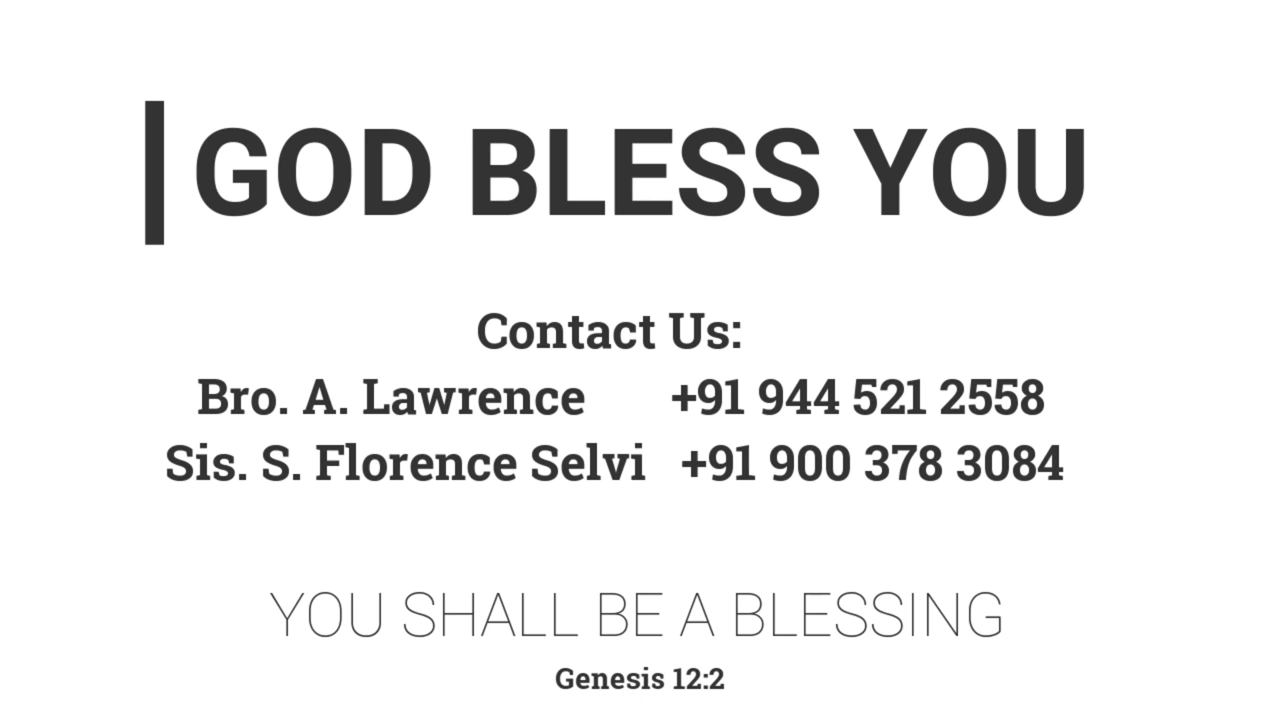 GOD BLESS YOU
Contact Us:
Bro. A. Lawrence +91 944 521 2558
Sis. S. Florence Selvi +91 900 378 3084
YOU SHALL BE A BLESSING
Genesis 12:2